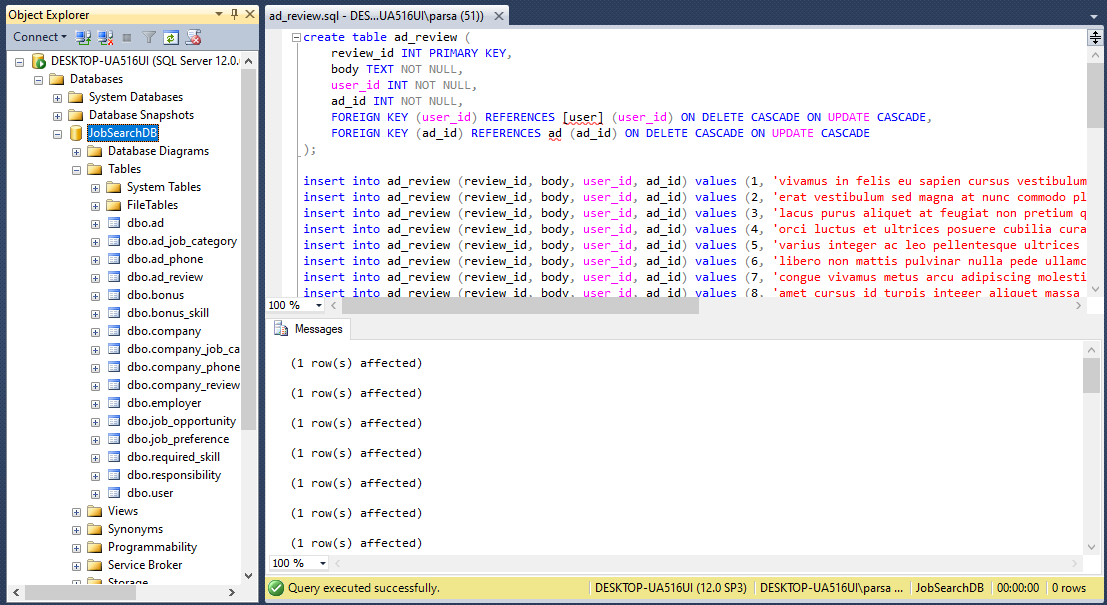 Object Explorer
Connect
DESKTOP-UA516UI (SQL Server 12.0.
Databases
System Databases
Database Snapshots
JobSearchDB
Database Diagrams
Tables
System Tables
FileTables
dbo.ad
dbo.ad_job_category
dbo.ad_phone
dbo.ad_review
dbo.bonus
dbo.bonus_skill
dbo.company
dbo.company_job_ca
dbo.company_phone
dbo.company_review
dbo.employer
dbo.job_opportunity
dbo.job_preference
dbo.required_skill
dbo.responsibility
dbo.user
Views
Synonyms
Programmability
Service Broker
Storage
ad_review.sql - DES...UA516UI\parsa (51))
create table ad_review (
review_id INT PRIMARY KEY,
body TEXT NOT NULL,
user_id INT NOT NULL,
ad_id INT NOT NULL,
FOREIGN KEY (user_id) REFERENCES [user] (user_id) ON DELETE CASCADE ON UPDATE CASCADE,
FOREIGN KEY (ad_id) REFERENCES ad (ad_id) ON DELETE CASCADE ON UPDATE CASCADE
);
insert into ad_review (review_id, body, user_id, ad_id) values (1, 'vivamus in felis eu sapien cursus vestibulum
insert into ad_review (review_id, body, user_id, ad_id) values (2, 'erat vestibulum sed magna at nunc commodo pl
insert into ad_review (review_id, body, user_id, ad_id) values (3, 'lacus purus aliquet at feugiat non pretium q
insert into ad_review (review_id, body, user_id, ad_id) values (4, 'orci luctus et ultrices posuere cubilia cura
insert into ad_review (review_id, body, user_id, ad_id) values (5, 'varius integer ac leo pellentesque ultrices
insert into ad_review (review_id, body, user_id, ad_id) values (6, 'libero non mattis pulvinar nulla pede ullamc
insert into ad_review (review_id, body, user_id, ad_id) values (7, 'congue vivamus metus arcu adipiscing molesti
insert into ad_review (review_id, body, user_id, ad_id) values (8, 'amet cursus id turpis integer aliquet massa
100 %
Messages
(1 row(s) affected)
(1 row(s) affected)
(1 row(s) affected)
(1 row(s) affected)
(1 row(s) affected)
(1 row(s) affected)
(1 row(s) affected)
100 %
Query executed successfully. DESKTOP-UA516UI (12.0 SP3) DESKTOP-UA516UI\parsa ... JobSearchDB 00:00:00 0 rows